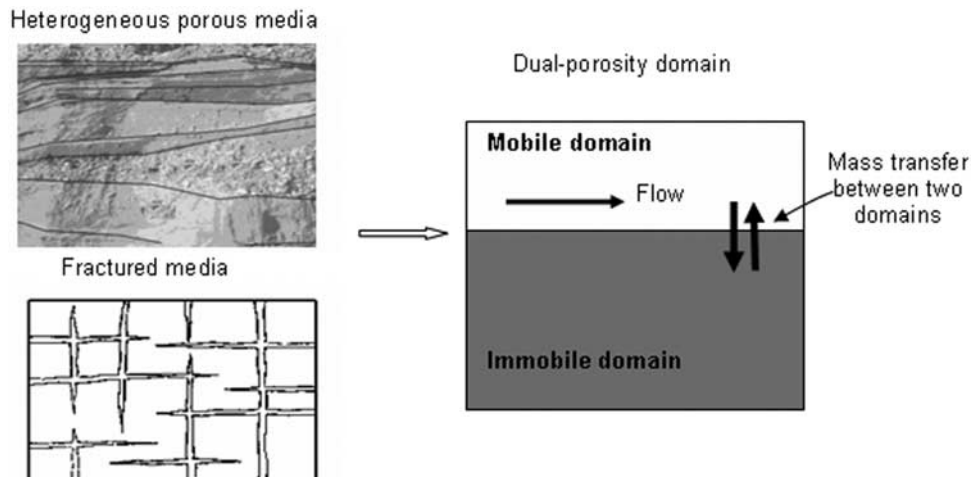 Heterogeneous porous media
Fractured media
Dual-porosity domain
Mobile domain
Flow
Mass transfer
between two
domains
Immobile domain